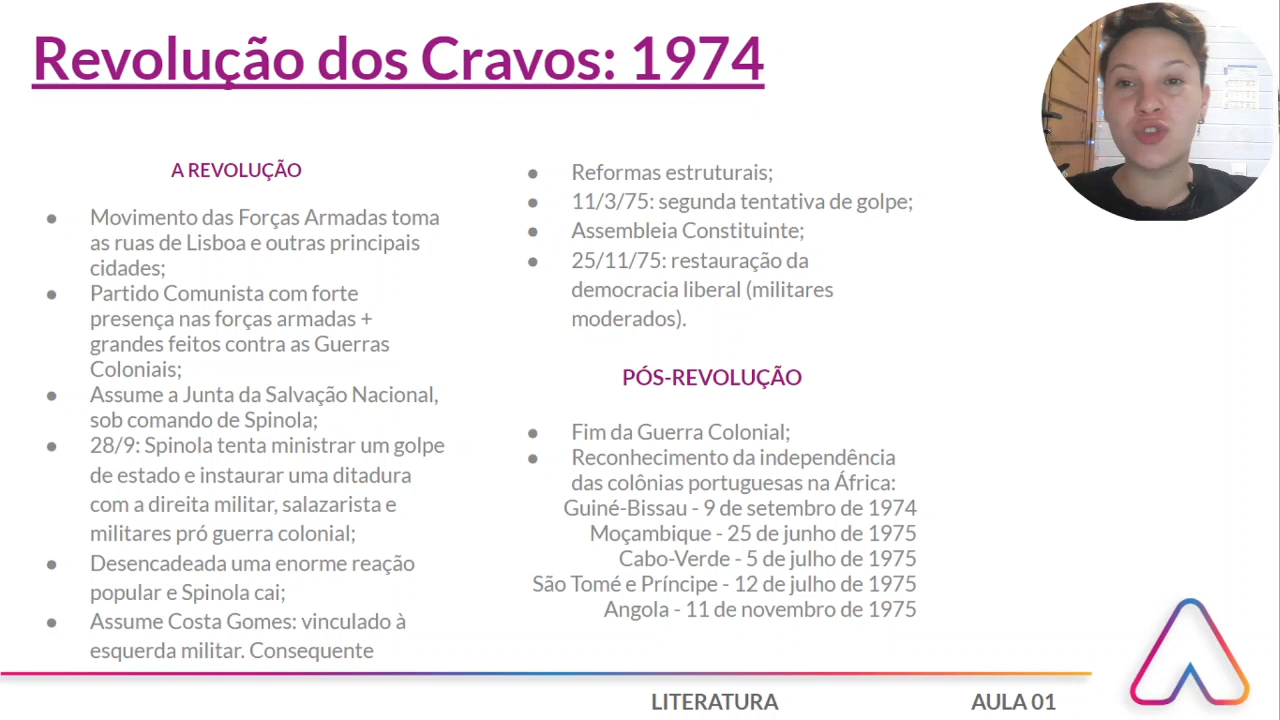 Revolução dos Cravos: 1974
A REVOLUÇÃO
● Movimento das Forças Armadas toma
as ruas de Lisboa e outras principais
cidades;
● Partido Comunista com forte
presença nas forças armadas +
grandes feitos contra as Guerras
Coloniais;
● Assume a Junta da Salvação Nacional,
sob comando de Spinola;
● 28/9: Spinola tenta ministrar um golpe
de estado e instaurar uma ditadura
com a direita militar, salazarista e
militares pró guerra colonial;
● Desencadeada uma enorme reação
popular e Spinola cai;
● Assume Costa Gomes: vinculado à
esquerda militar. Consequente
● Reformas estruturais;
● 11/3/75: segunda tentativa de golpe;
● Assembleia Constituinte;
● 25/11/75: restauração da
democracia liberal (militares
moderados).
PÓS-REVOLUÇÃO
● Fim da Guerra Colonial;
● Reconhecimento da independência
das colônias portuguesas na África:
Guiné-Bissau - 9 de setembro de 1974
Moçambique - 25 de junho de 1975
Cabo-Verde - 5 de julho de 1975
São Tomé e Príncipe - 12 de julho de 1975
Angola - 11 de novembro de 1975
LITERATURA
AULA 01